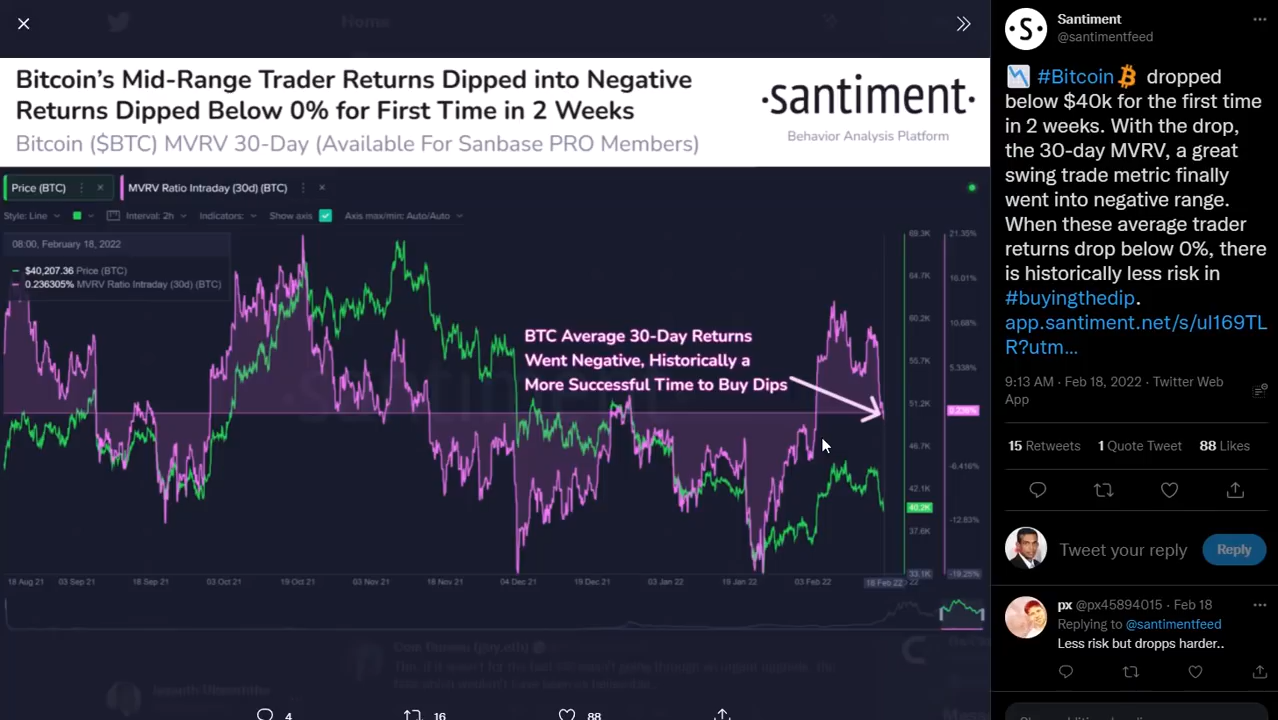 Home
Bitcoin's Mid-Range Trader Returns Dipped into Negative
Returns Dipped Below 0% for First Time in 2 Weeks
Bitcoin ($BTC) MVRV 30-Day (Available For Sanbase PRO Members)
·santiment·
Behavior Analysis Platform
Price (BTC)
MVRV Ratio Intraday (30d) (BTC)
Style: Line
Interval: 2h
Indicators:
Show axis
Axis max/min: Auto/Auto
08:00, February 18, 2022
$40,207.36 Price (BTC)
0.236305% MVRV Ratio Intraday (30d) (BTC)
BTC Average 30-Day Returns
Went Negative, Historically a
More Successful Time to Buy Dips
69.3K
64.7K
60.2K
55.7K
51.2K
46.7K
42.1K
40.2K
37.6K
33.1K
21.35%
16.01%
10.68%
5.338%
0.236%
-6.416%
-12.83%
-19.25%
18 Aug 21
03 Sep 21
18 Sep 21
03 Oct 21
19 Oct 21
03 Nov 21
18 Nov 21
04 Dec 21
19 Dec 21
03 Jan 22
19 Jan 22
03 Feb 22
18 Feb 22
4
16
88
·S·
Santiment
@santimentfeed
#Bitcoin dropped
below $40k for the first time
in 2 weeks. With the drop,
the 30-day MVRV, a great
swing trade metric finally
went into negative range.
When these average trader
returns drop below 0%, there
is historically less risk in
#buyingthedip.
app.santiment.net/s/uI169TL
R?utm…
9:13 AM · Feb 18, 2022 · Twitter Web
App
15 Retweets 1 Quote Tweet 88 Likes
Tweet your reply
Reply
px @px45894015 · Feb 18
Replying to @santimentfeed
Less risk but dropps harder..